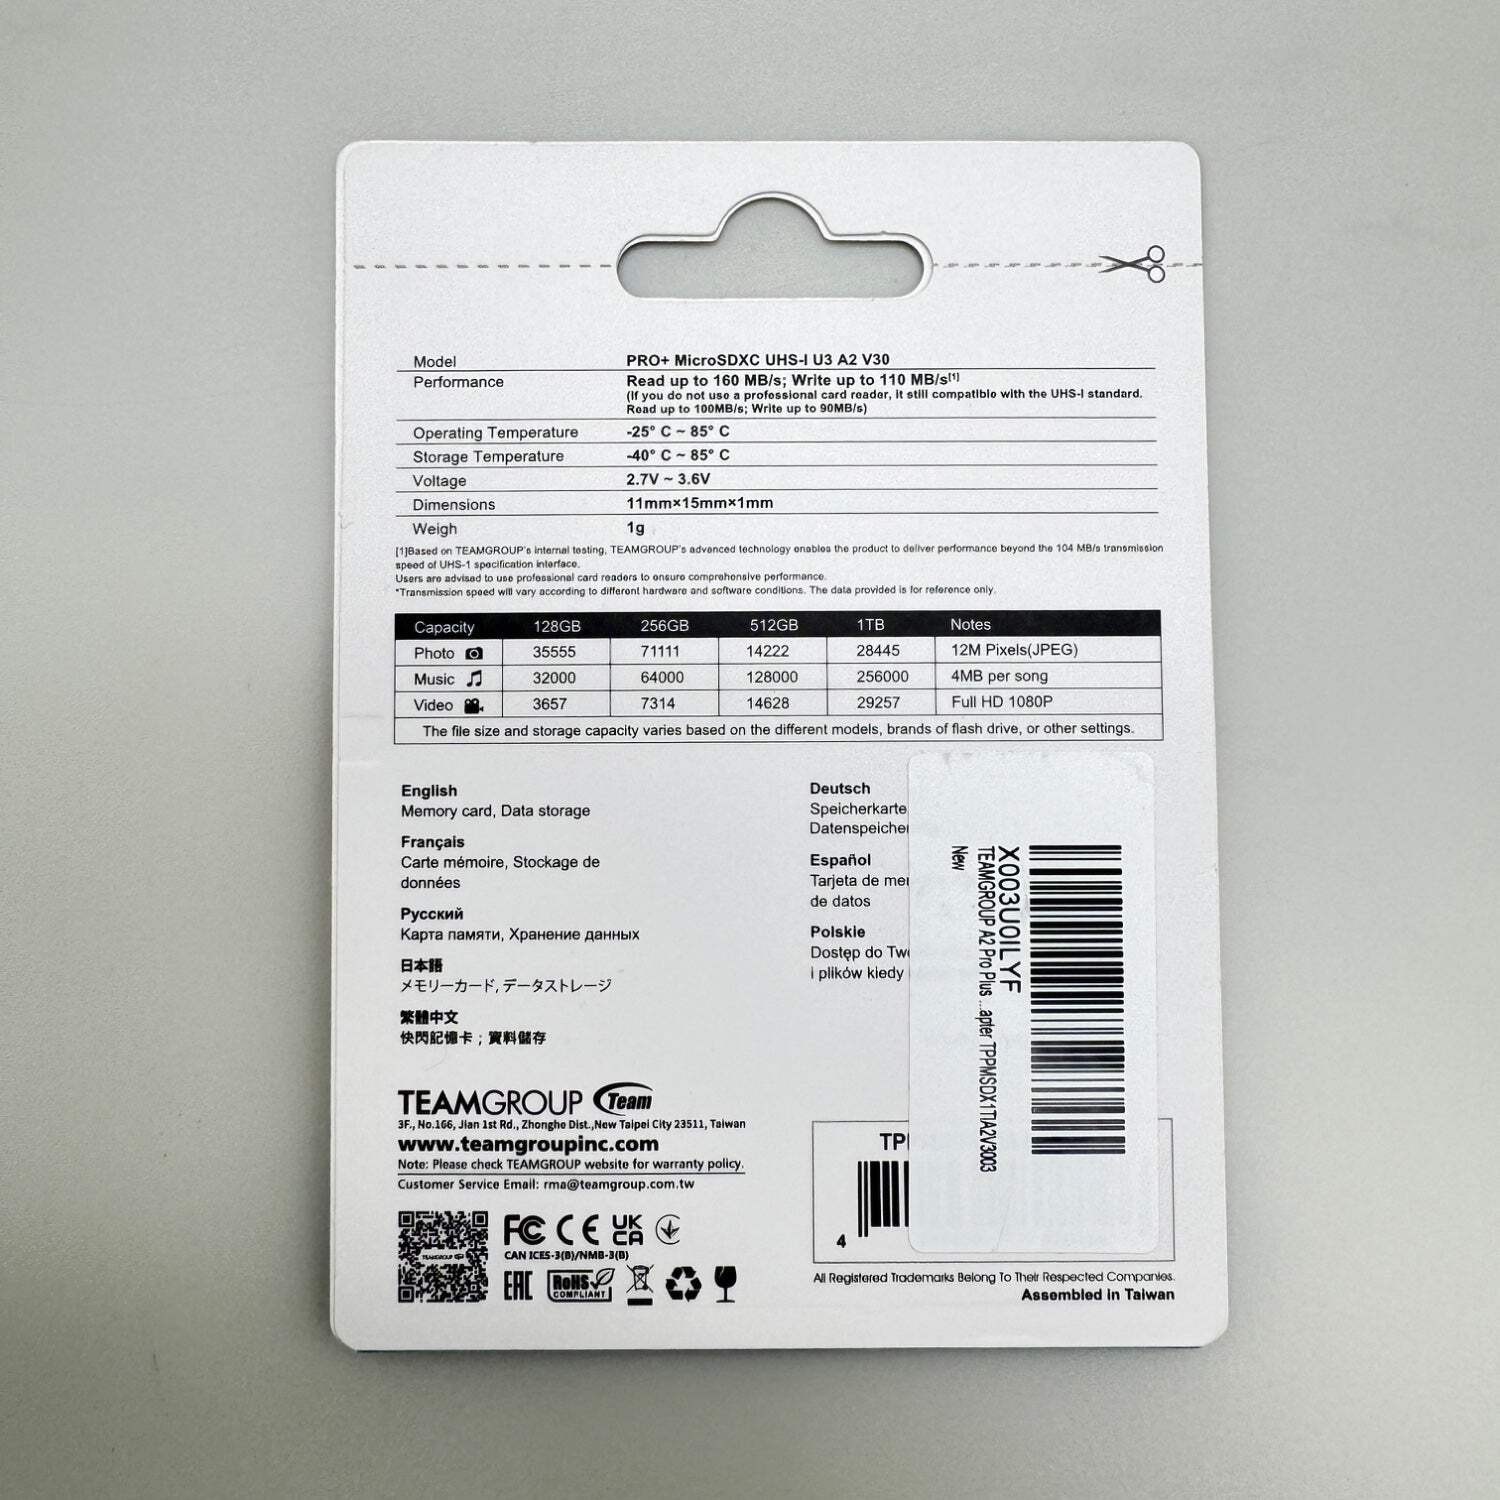 Model PRO+ MicroSDXC UHS-I U3 A2 V30
Performance Read up to 160 MB/s; Write up to 110 MB/s[1]
(If you do not use a professional card reader, it still compatible with the UHS-I standard.
Read up to 100MB/s; Write up to 90MB/s)
Operating Temperature -25° C ~ 85° C
Storage Temperature -40° C ~ 85° C
Voltage 2.7V ~ 3.6V
Dimensions 11mm×15mm×1mm
Weigh 1g
[1]Based on TEAMGROUP's internal testing, TEAMGROUP's advanced technology enables the product to deliver performance beyond the 104 MB/s transmission
speed of UHS-1 specification interface.
Users are advised to use professional card readers to ensure comprehensive performance.
*Transmission speed will vary according to different hardware and software conditions. The data provided is for reference only.
Capacity 128GB 256GB 512GB 1TB Notes
Photo 35555 71111 14222 28445 12M Pixels(JPEG)
Music 32000 64000 128000 256000 4MB per song
Video 3657 7314 14628 29257 Full HD 1080P
The file size and storage capacity varies based on the different models, brands of flash drive, or other settings.
English
Memory card, Data storage
Français
Carte mémoire, Stockage de
données
Русский
Карта памяти, Хранение данных
日本語
メモリーカード, データストレージ
繁體中文
快閃記憶卡；資料儲存
Deutsch
Speicherkarte
Datenspeiche
Español
Tarjeta de me
de datos
Polskie
Dostęp do Tw
i plików kiedy
X003U0ILYF
TEAMGROUP A2 Pro Plus ...apter TPPMSDX1TIA2V3003
New
TEAMGROUP Team
3F., No.166, Jian 1st Rd., Zhonghe Dist.,New Taipei City 23511, Taiwan
www.teamgroupinc.com
Note: Please check TEAMGROUP website for warranty policy.
Customer Service Email: rma@teamgroup.com.tw
TEAMGROUP
FC CE UK CA
CAN ICES-3(B)/NMB-3(B)
EAC RoHS COMPLIANT
TP
4
All Registered Trademarks Belong To Their Respected Companies.
Assembled in Taiwan